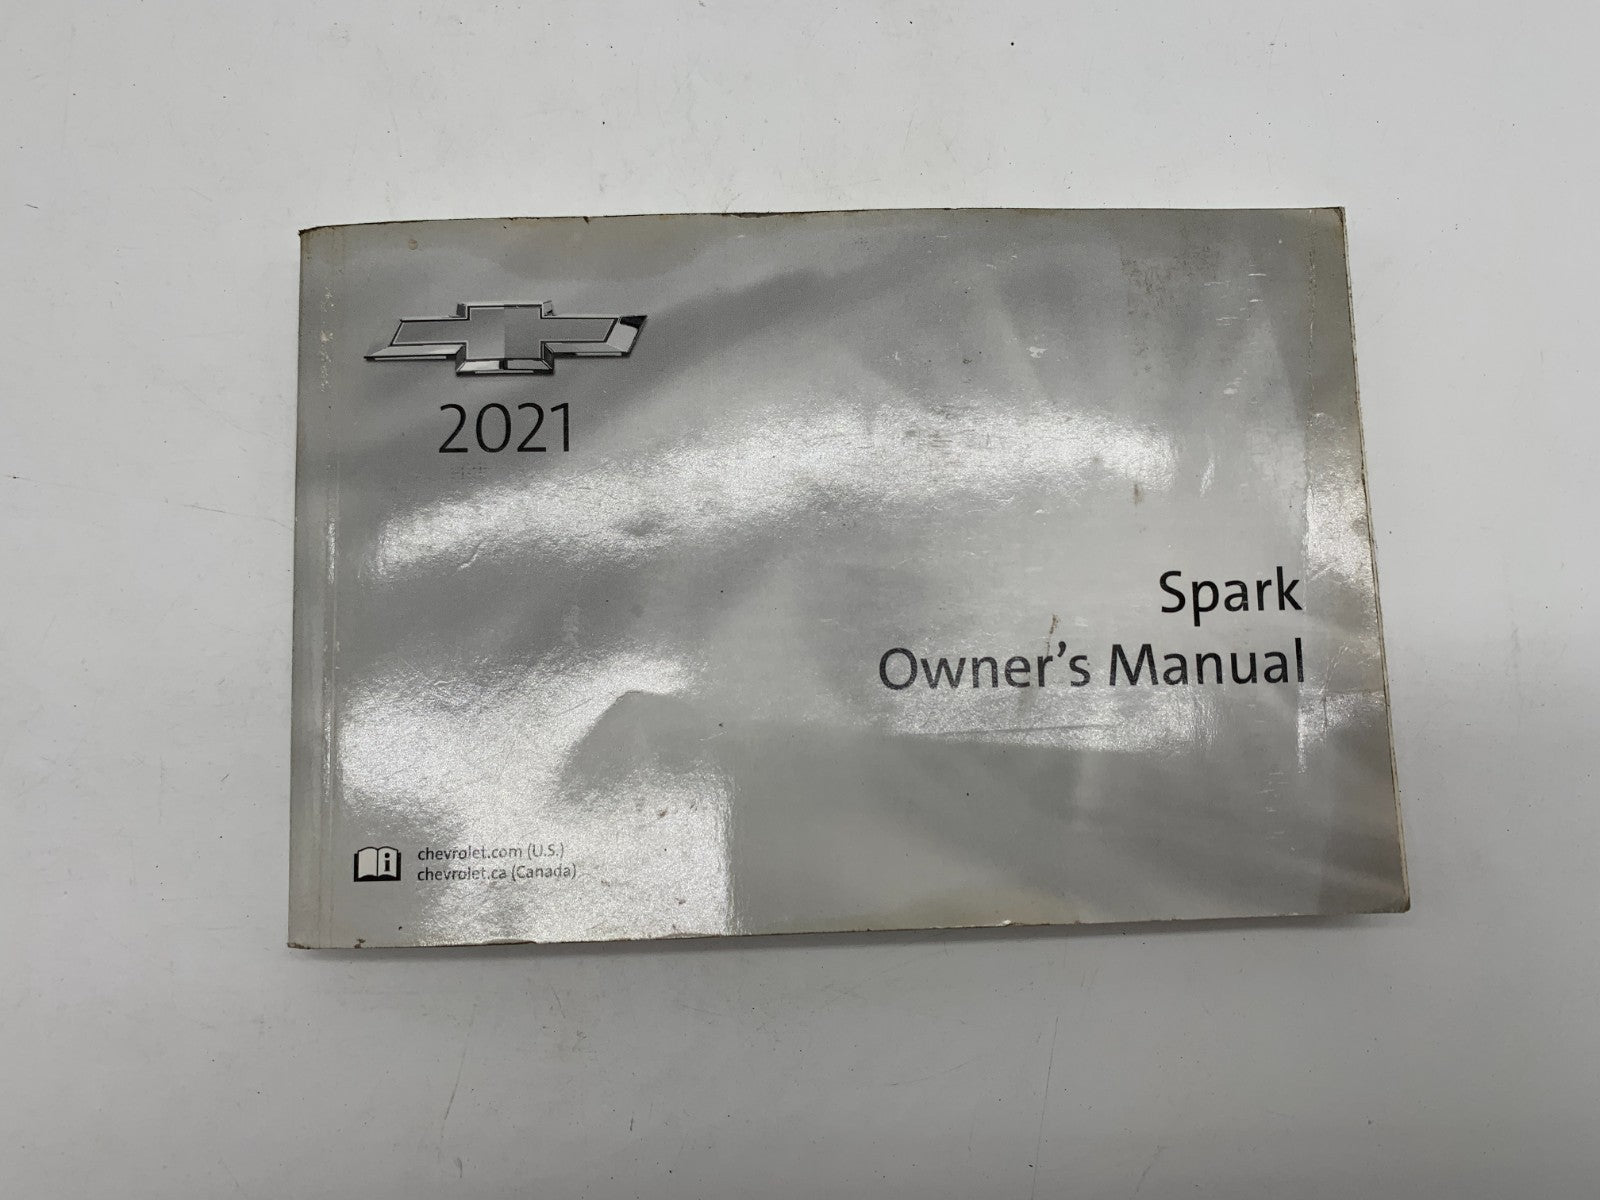 2021
Spark
Owner's Manual
chevrolet.com (U.S.)
chevrolet.ca (Canada)